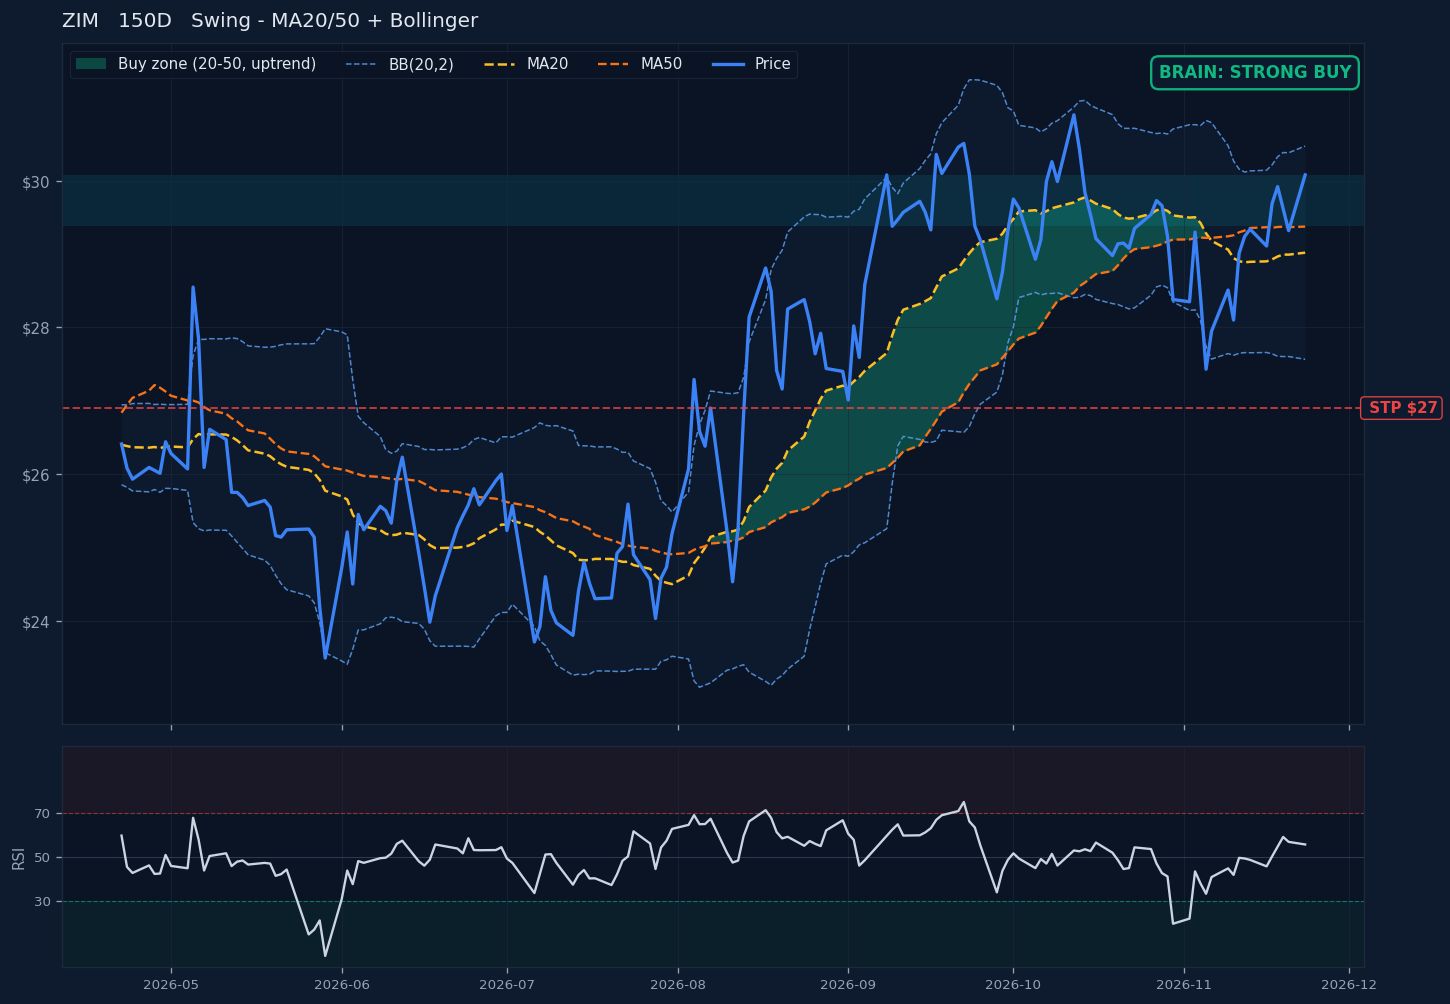 ZIM   150D   Swing - MA20/50 + Bollinger
Buy zone (20-50, uptrend)   BB(20,2)   MA20   MA50   Price
BRAIN: STRONG BUY
$30
$28
STP $27
$26
$24
70
50
30
RSI
2026-05   2026-06   2026-07   2026-08   2026-09   2026-10   2026-11   2026-12